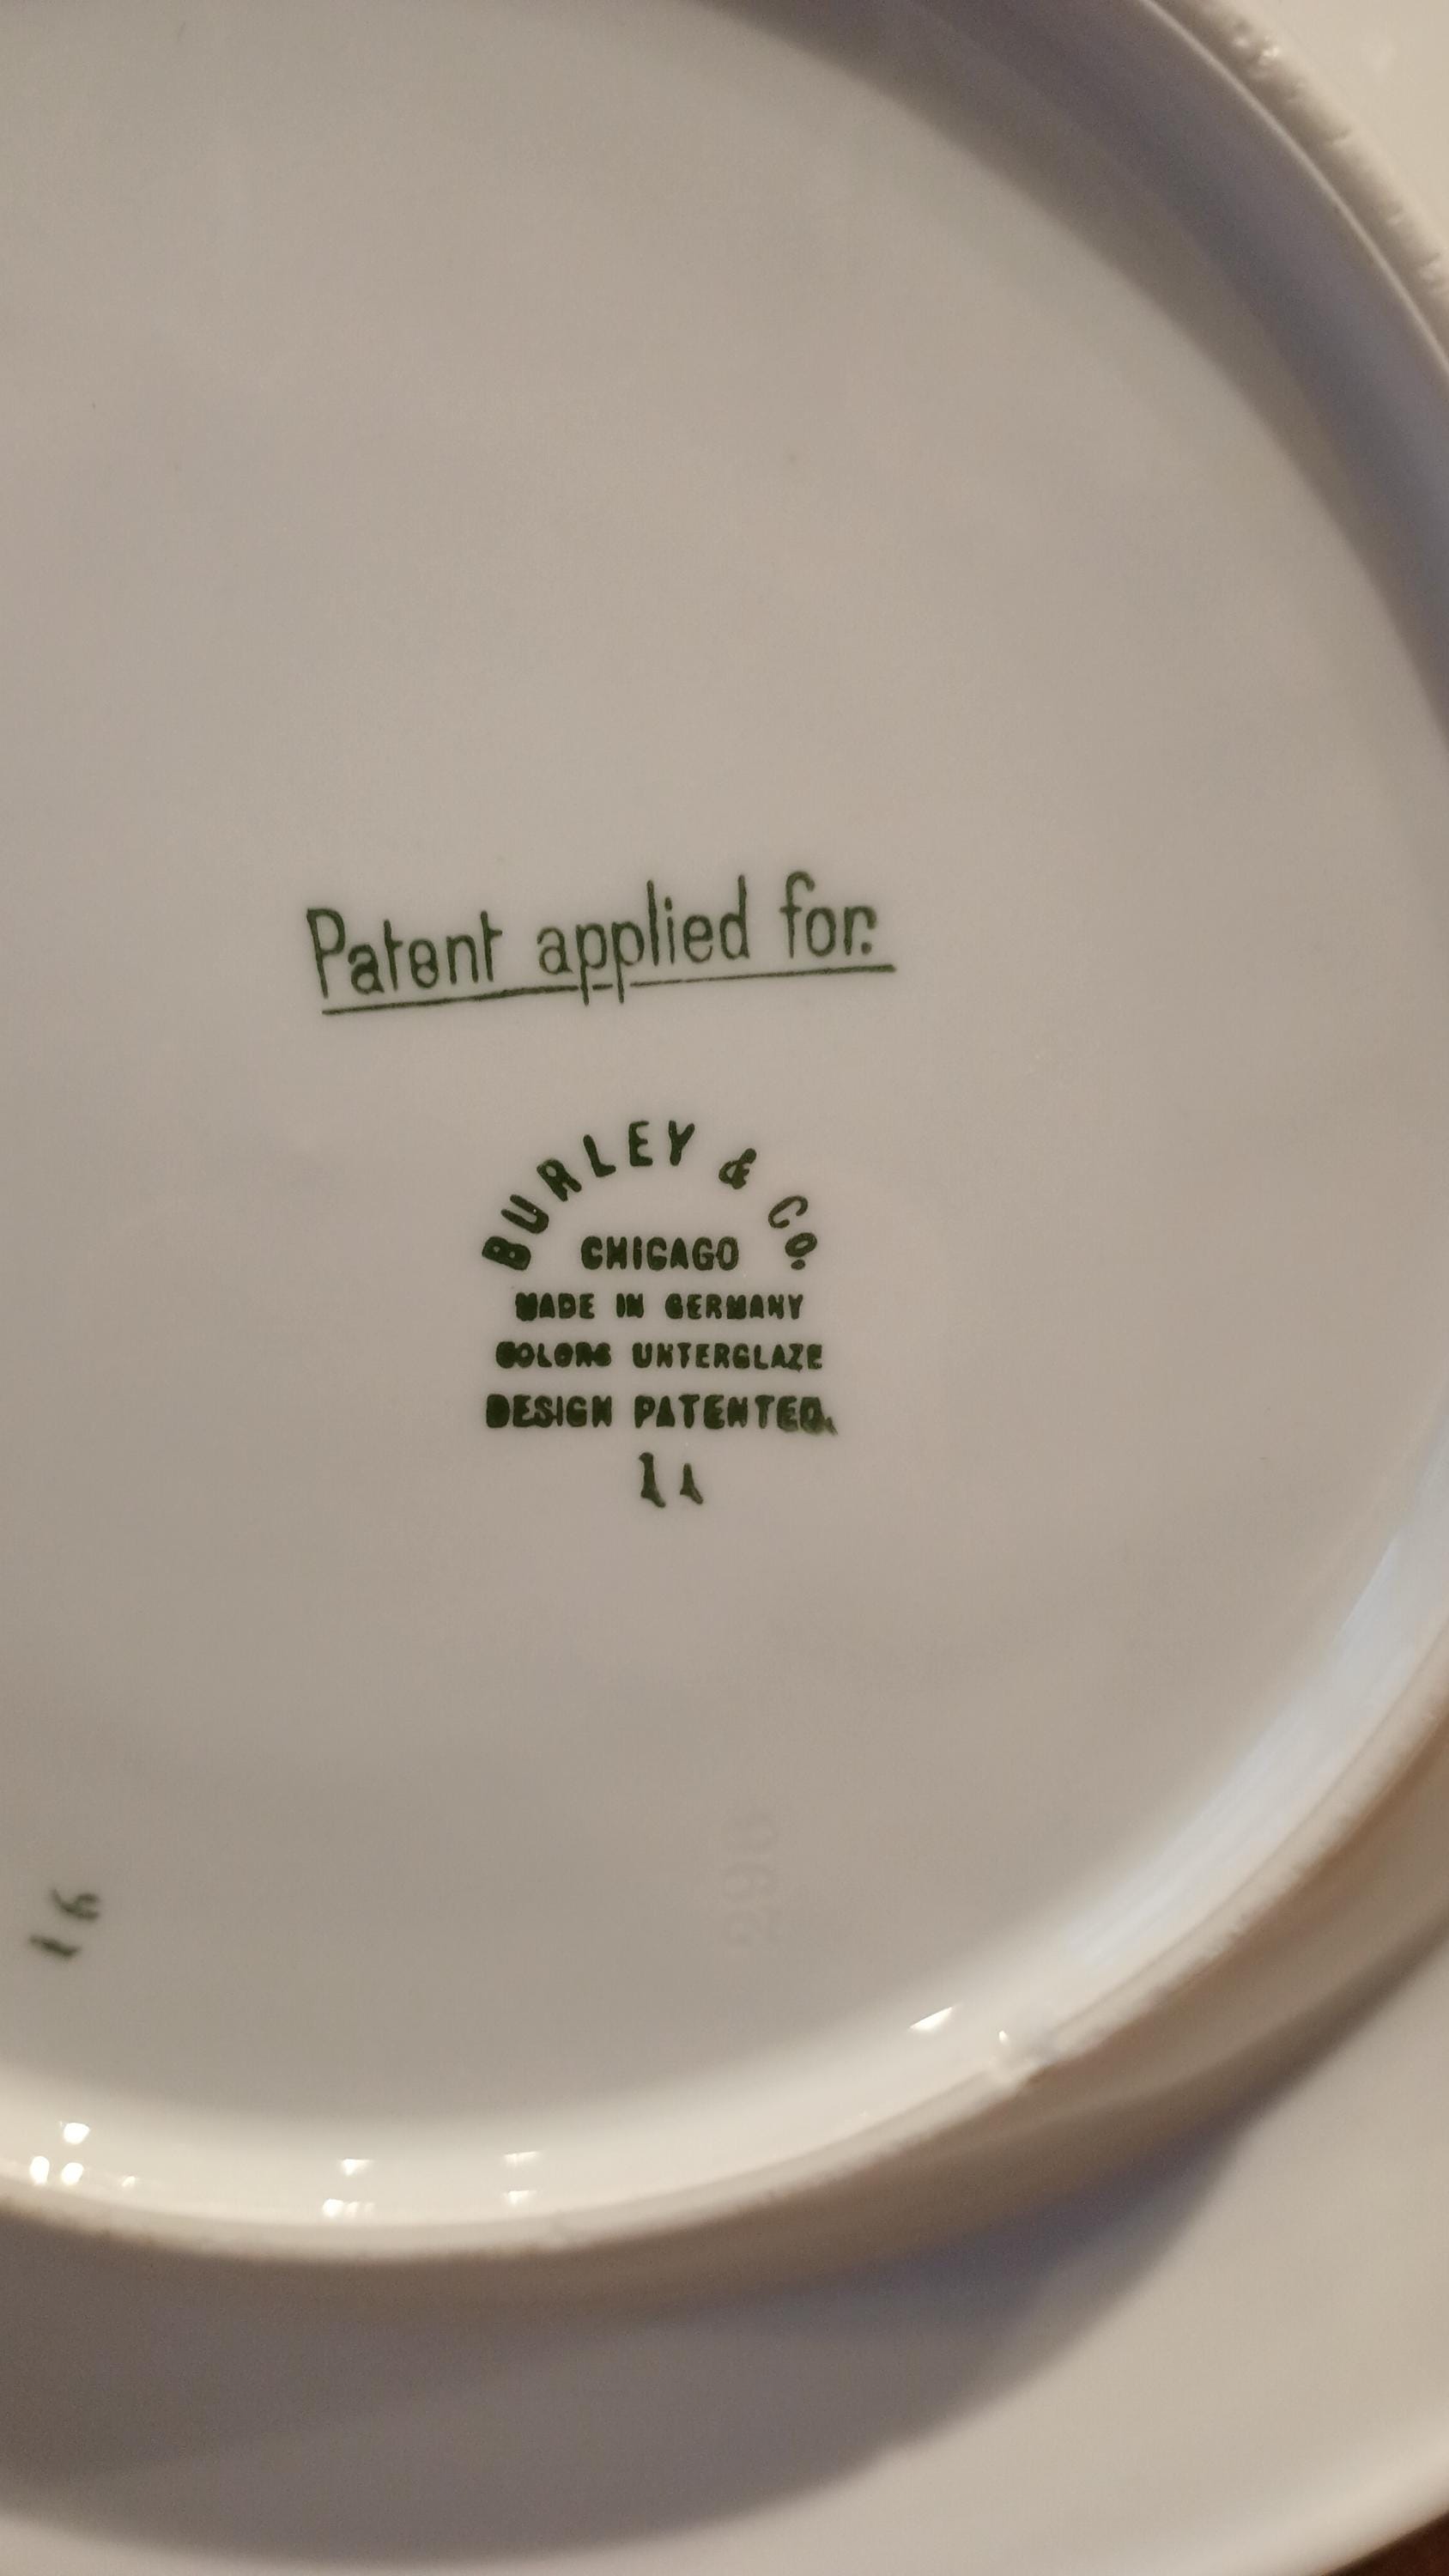 Patent applied for.
BURLEY & CO.
CHICAGO
MADE IN GERMANY
COLORS UNTERGLAZE
DESIGN PATENTED.
11
16